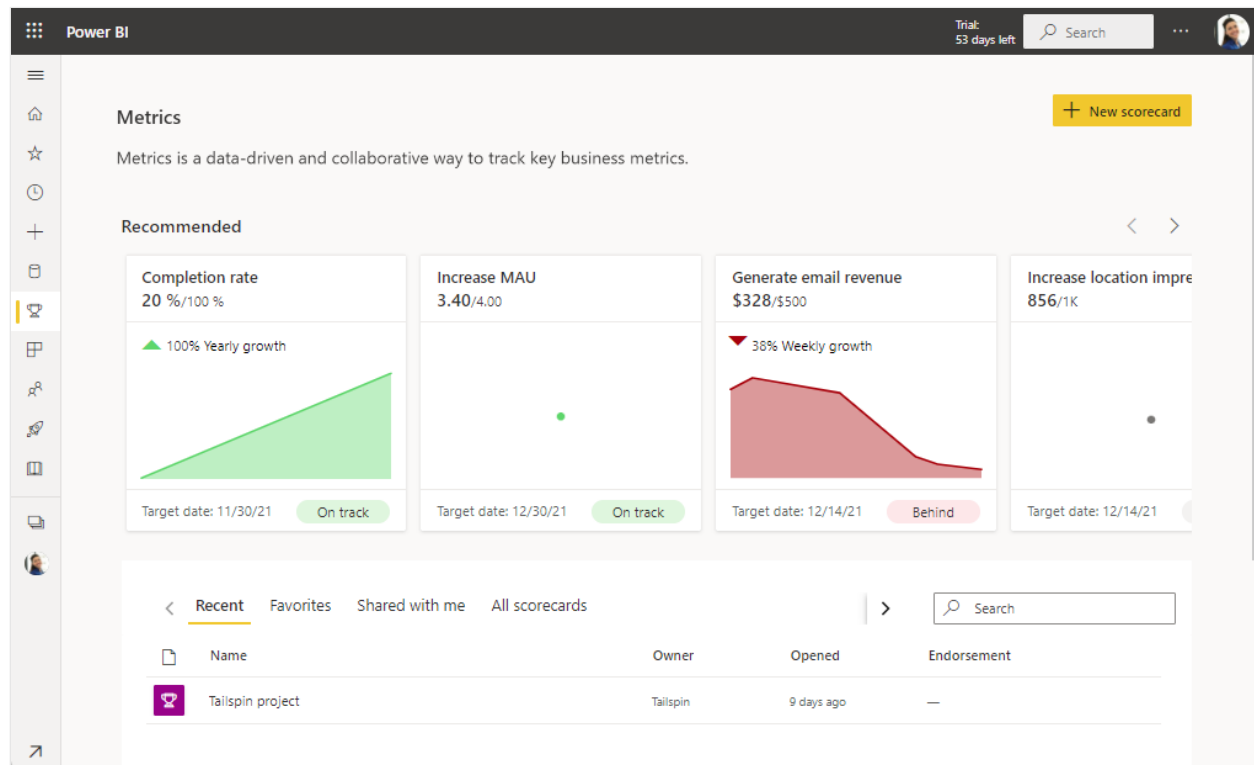 Power BI
Trial:
53 days left
Search
Metrics
New scorecard
Metrics is a data-driven and collaborative way to track key business metrics.
Recommended
Completion rate
20 %/100 %
100% Yearly growth
Target date: 11/30/21 On track
Increase MAU
3.40/4.00
Target date: 12/30/21 On track
Generate email revenue
$328/$500
38% Weekly growth
Target date: 12/14/21 Behind
Increase location impre
856/1K
Target date: 12/14/21
Recent Favorites Shared with me All scorecards
Search
Name Owner Opened Endorsement
Tailspin project Tailspin 9 days ago —